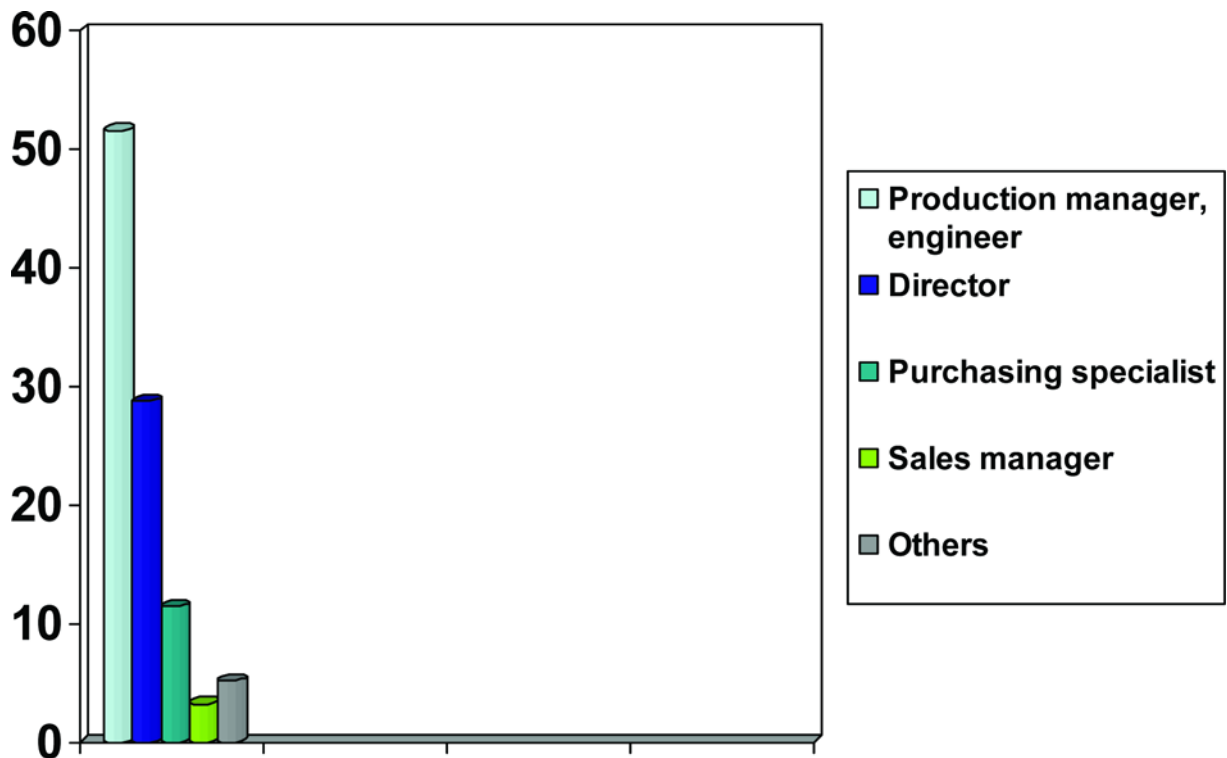 60
50
40
30
20
10
0
Production manager,
engineer
Director
Purchasing specialist
Sales manager
Others